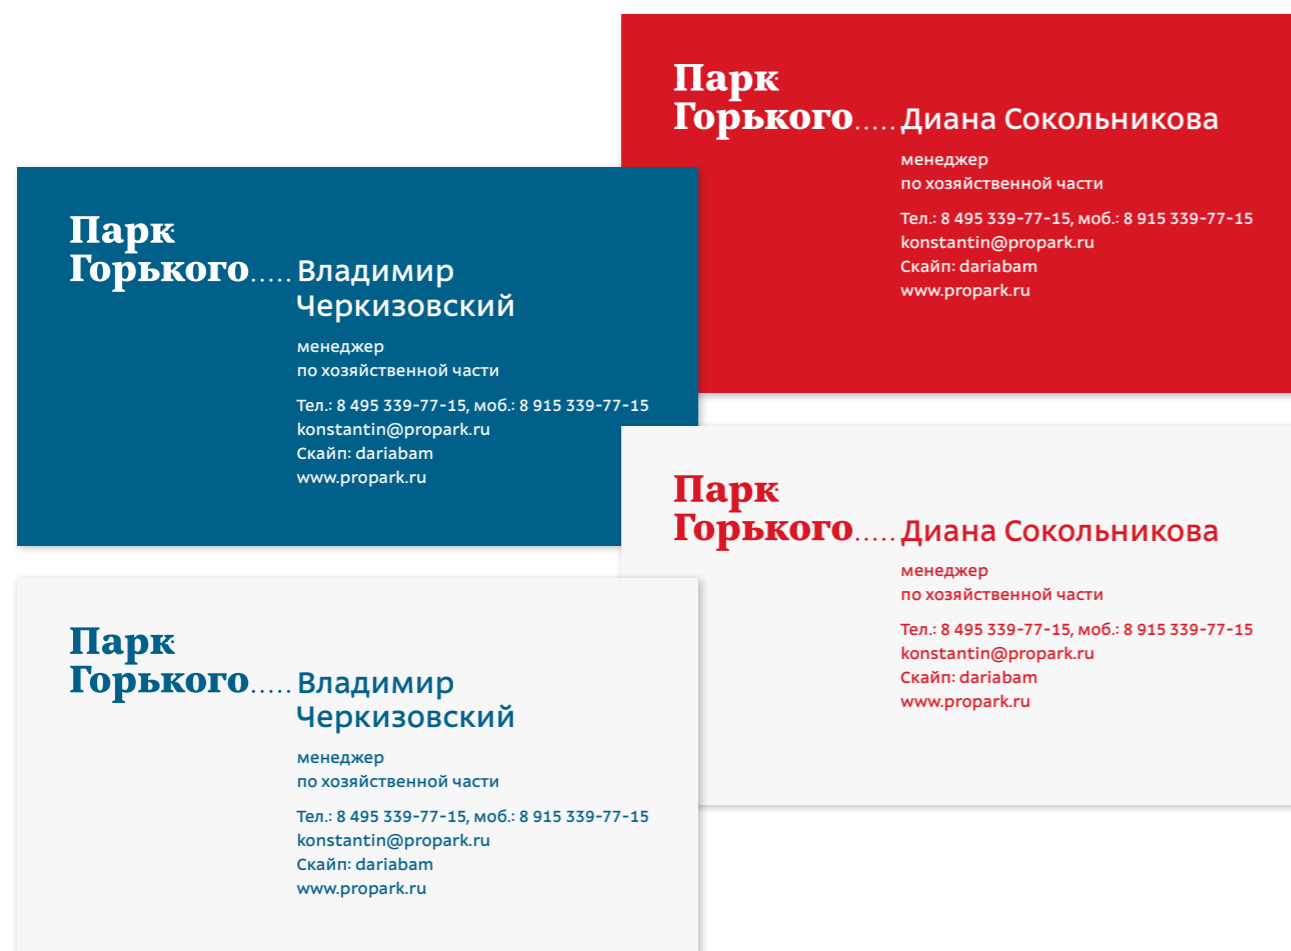 Парк
Горького.....Диана Сокольникова
менеджер
по хозяйственной части
Тел.: 8 495 339-77-15, моб.: 8 915 339-77-15
konstantin@propark.ru
Скайп: dariabam
www.propark.ru
Парк
Горького.....Владимир
Черкизовский
менеджер
по хозяйственной части
Тел.: 8 495 339-77-15, моб.: 8 915 339-77-15
konstantin@propark.ru
Скайп: dariabam
www.propark.ru
Парк
Горького.....Диана Сокольникова
менеджер
по хозяйственной части
Тел.: 8 495 339-77-15, моб.: 8 915 339-77-15
konstantin@propark.ru
Скайп: dariabam
www.propark.ru
Парк
Горького.....Владимир
Черкизовский
менеджер
по хозяйственной части
Тел.: 8 495 339-77-15, моб.: 8 915 339-77-15
konstantin@propark.ru
Скайп: dariabam
www.propark.ru